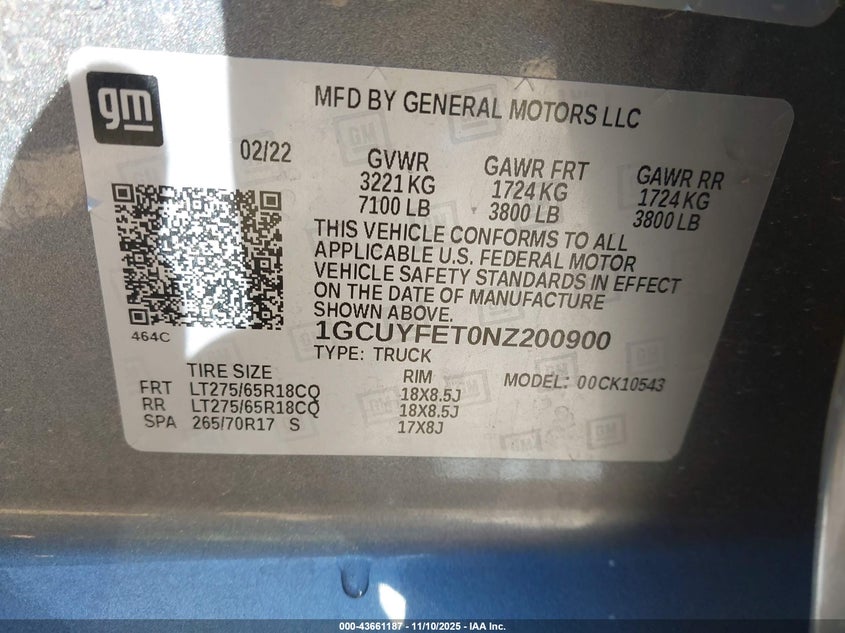 gm
MFD BY GENERAL MOTORS LLC
02/22
GVWR
3221 KG
7100 LB
GAWR FRT
1724 KG
3800 LB
GAWR RR
1724 KG
3800 LB
THIS VEHICLE CONFORMS TO ALL
APPLICABLE U.S. FEDERAL MOTOR
VEHICLE SAFETY STANDARDS IN EFFECT
ON THE DATE OF MANUFACTURE
SHOWN ABOVE.
1GCUYFET0NZ200900
TYPE: TRUCK
464C
TIRE SIZE
RIM
MODEL: 00CK10543
FRT LT275/65R18CQ 18X8.5J
RR LT275/65R18CQ 18X8.5J
SPA 265/70R17 S 17X8J
000-43661187 - 11/10/2025 - IAA Inc.